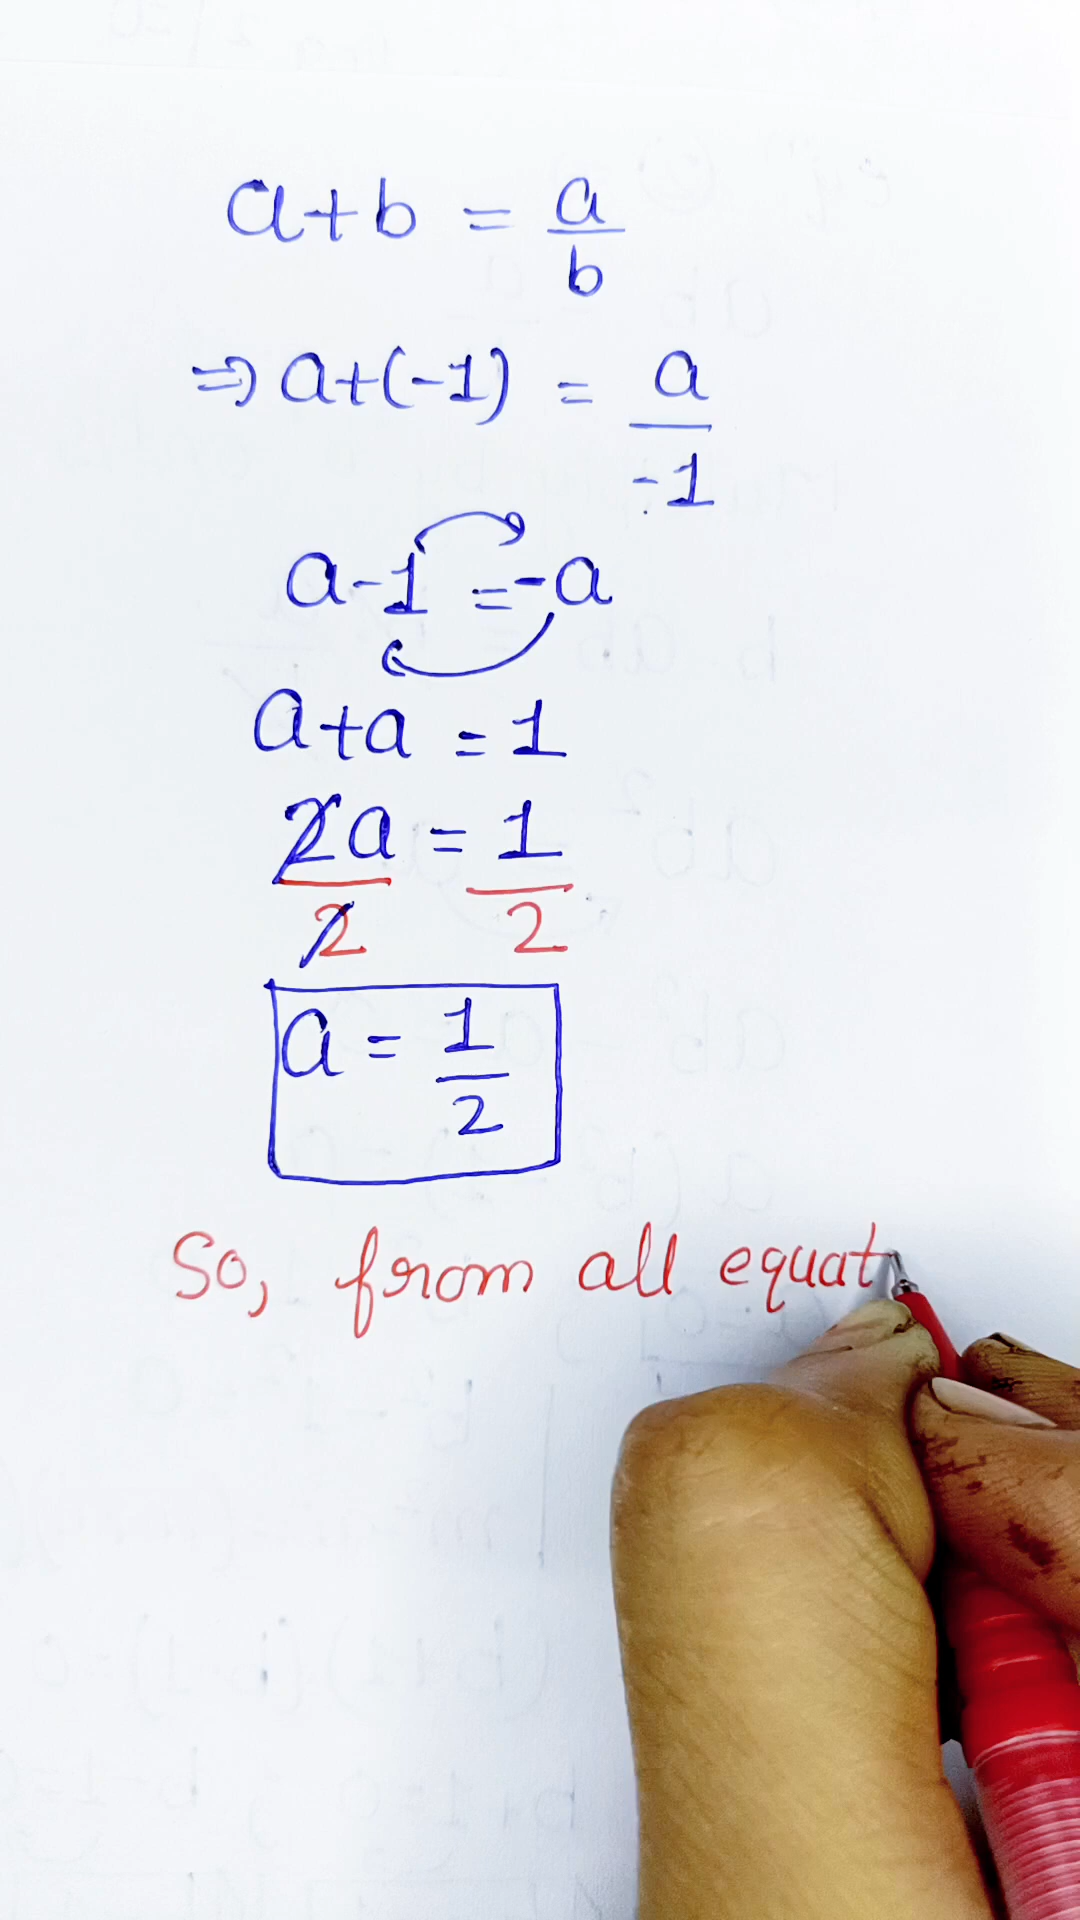 a+b = a/b
⇒ a+(-1) = a/-1
a-1 = -a
a+a = 1
2a/2 = 1/2
a = 1/2
So, from all equat